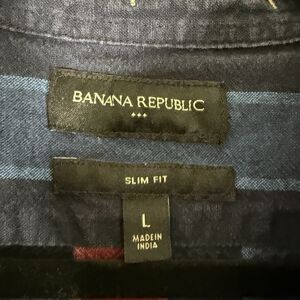 BANANA REPUBLIC
SLIM FIT
L
MADE IN
INDIA